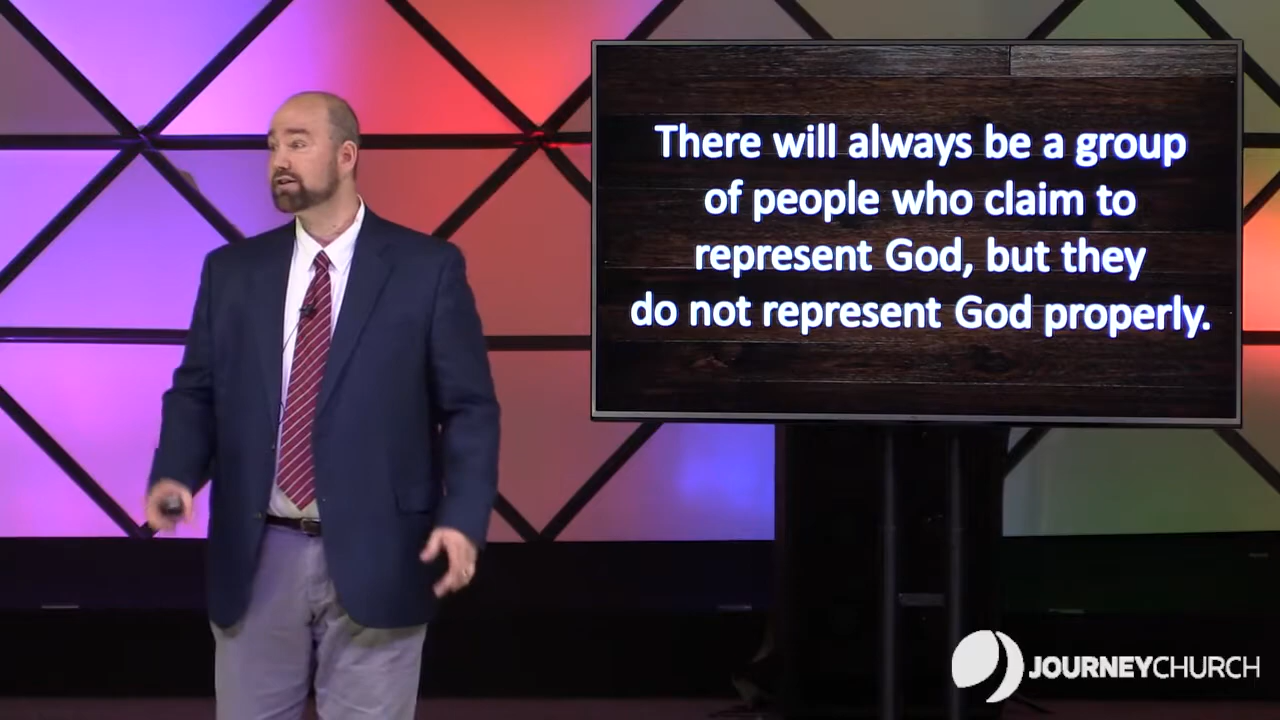 There will always be a group
of people who claim to
represent God, but they
do not represent God properly.
JOURNEYCHURCH